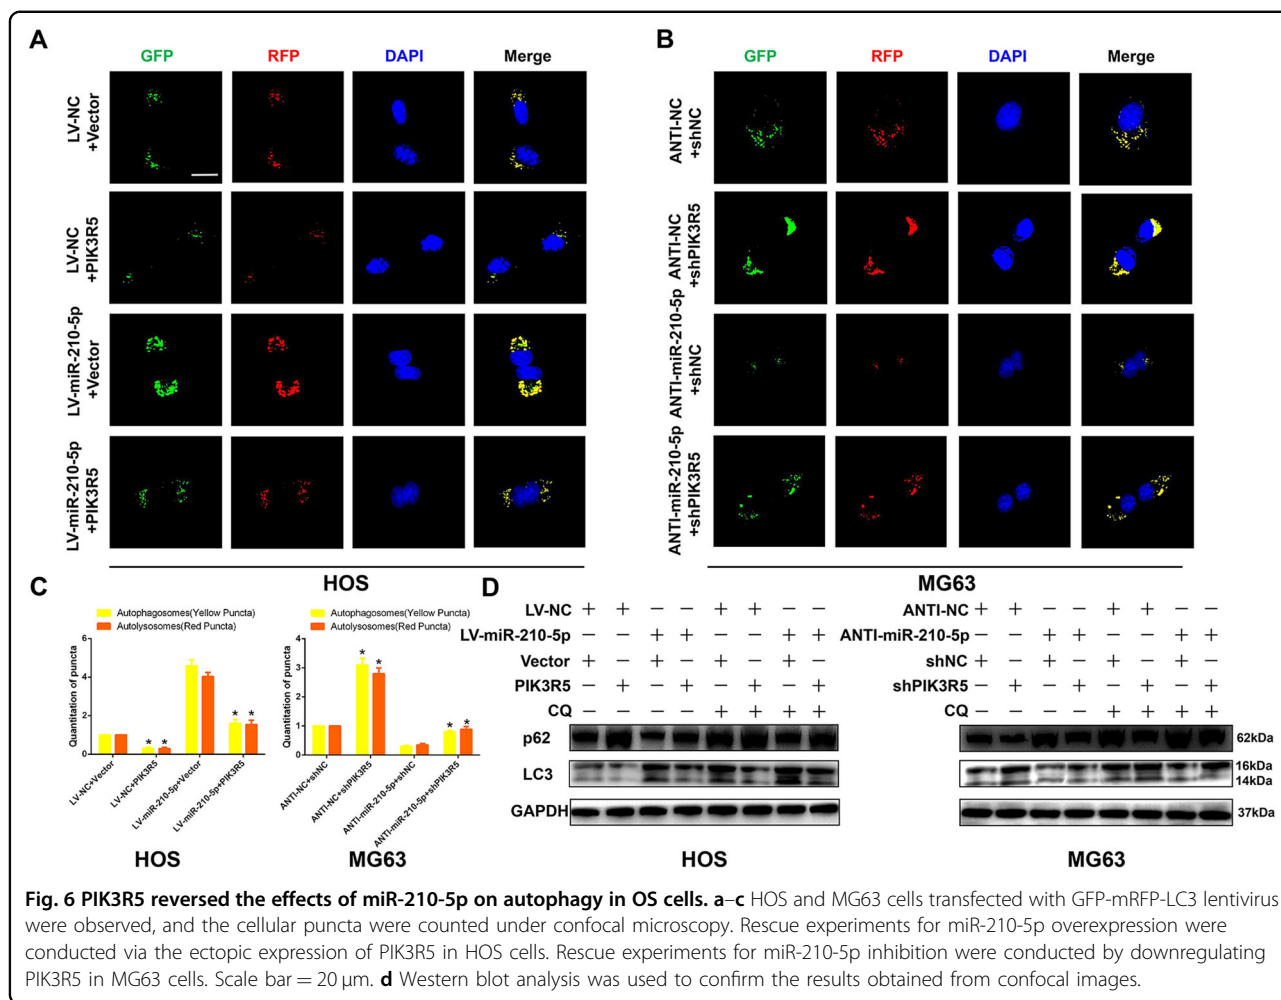 A
GFP RFP DAPI Merge
LV-NC
+Vector
LV-NC
+PIK3R5
LV-miR-210-5p
+Vector
LV-miR-210-5p
+PIK3R5
HOS
B
GFP RFP DAPI Merge
ANTI-NC
+shNC
ANTI-NC
+shPIK3R5
ANTI-miR-210-5p
+shNC
ANTI-miR-210-5p
+shPIK3R5
MG63
C
Autophagosomes(Yellow Puncta)
Autolysosomes(Red Puncta)
Quantitation of puncta
6
4
2
0
* * * *
LV-NC+Vector
LV-NC+PIK3R5
LV-miR-210-5p+Vector
LV-miR-210-5p+PIK3R5
HOS
Autophagosomes(Yellow Puncta)
Autolysosomes(Red Puncta)
Quantitation of puncta
4
3
2
1
0
* * * *
ANTI-NC+shNC
ANTI-NC+shPIK3R5
ANTI-miR-210-5p+shNC
ANTI-miR-210-5p+shPIK3R5
MG63
D
LV-NC + + − − + + − −
LV-miR-210-5p − − + + − − + +
Vector + − + − + − + −
PIK3R5 − + − + − + − +
CQ − − − − + + + +
p62
LC3
GAPDH
HOS
ANTI-NC + + − − + + − −
ANTI-miR-210-5p − − + + − − + +
shNC + − + − + − + −
shPIK3R5 − + − + − + − +
CQ − − − − + + + +
62kDa
16kDa
14kDa
37kDa
MG63
Fig. 6 PIK3R5 reversed the effects of miR-210-5p on autophagy in OS cells. a–c HOS and MG63 cells transfected with GFP-mRFP-LC3 lentivirus
were observed, and the cellular puncta were counted under confocal microscopy. Rescue experiments for miR-210-5p overexpression were
conducted via the ectopic expression of PIK3R5 in HOS cells. Rescue experiments for miR-210-5p inhibition were conducted by downregulating
PIK3R5 in MG63 cells. Scale bar = 20 μm. d Western blot analysis was used to confirm the results obtained from confocal images.